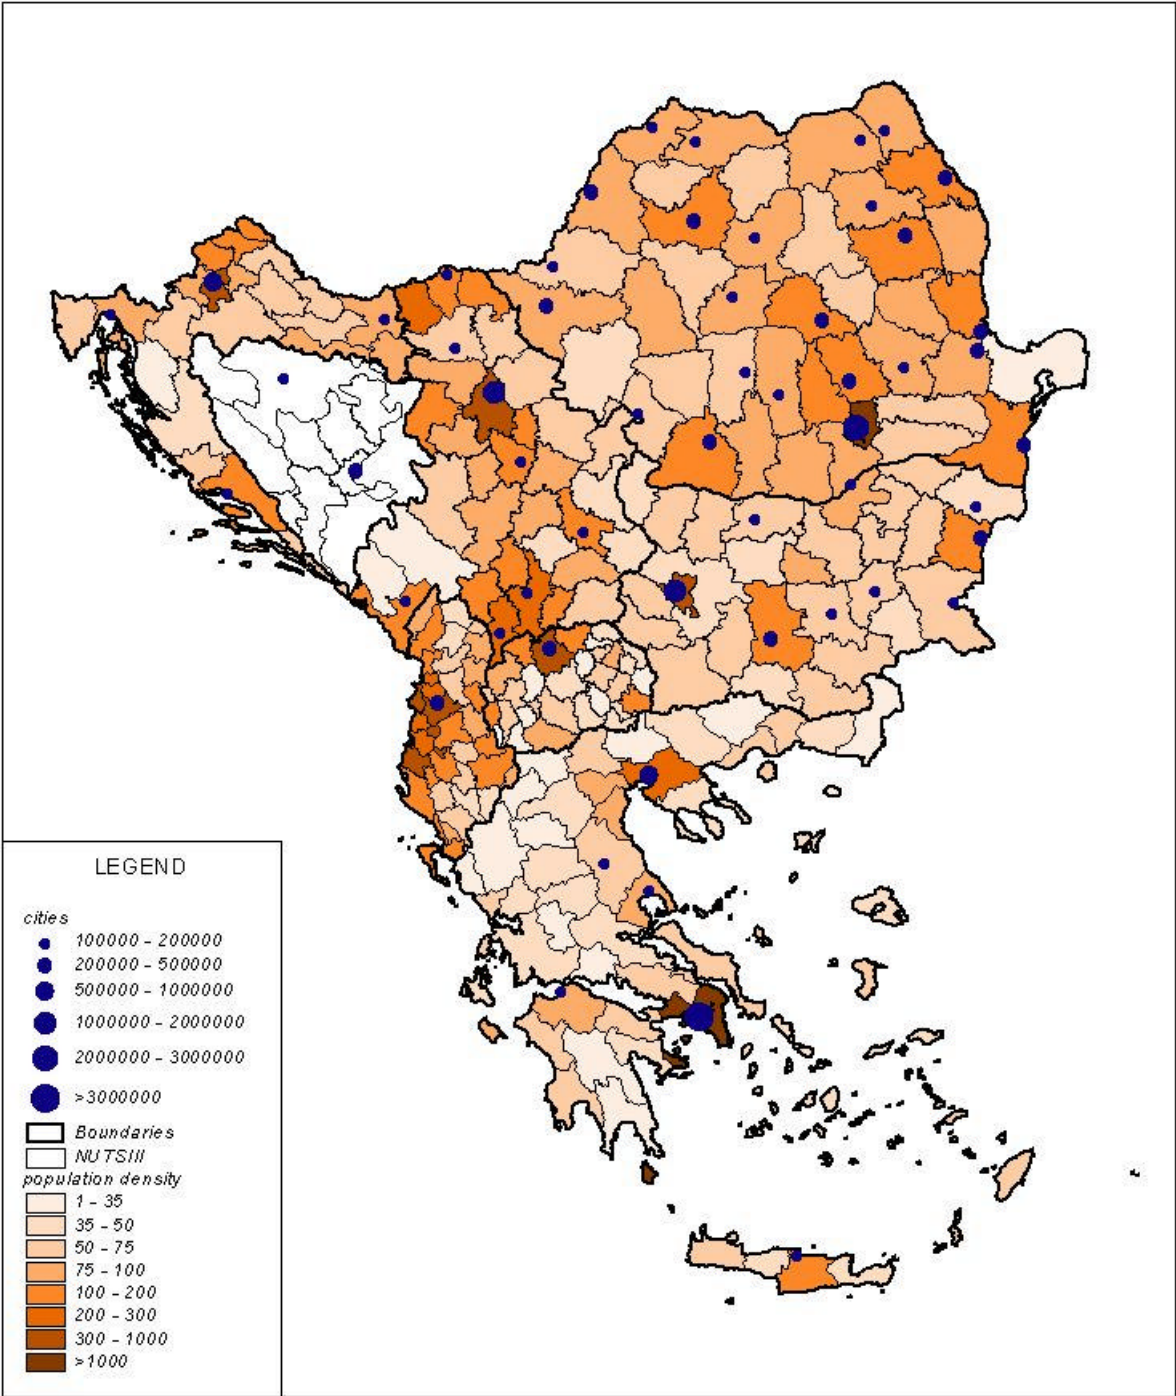 LEGEND
cities
100000 - 200000
200000 - 500000
500000 - 1000000
1000000 - 2000000
2000000 - 3000000
>3000000
Boundaries
NUTSIII
population density
1 - 35
35 - 50
50 - 75
75 - 100
100 - 200
200 - 300
300 - 1000
>1000